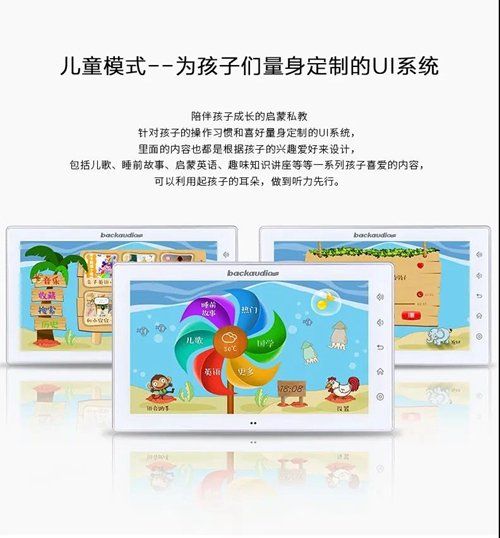 儿童模式--为孩子们量身定制的UI系统
陪伴孩子成长的启蒙私教
针对孩子的操作习惯和喜好量身定制的UI系统，
里面的内容也都是根据孩子的兴趣爱好来设计，
包括儿歌、睡前故事、启蒙英语、趣味知识讲座等等一系列孩子喜爱的内容，
可以利用起孩子的耳朵，做到听力先行。
backaudio
backaudio
backaudio
音乐
收藏
搜索
历史
睡前
故事
热门
儿歌
30℃
国学
英语
更多
18:08
设置